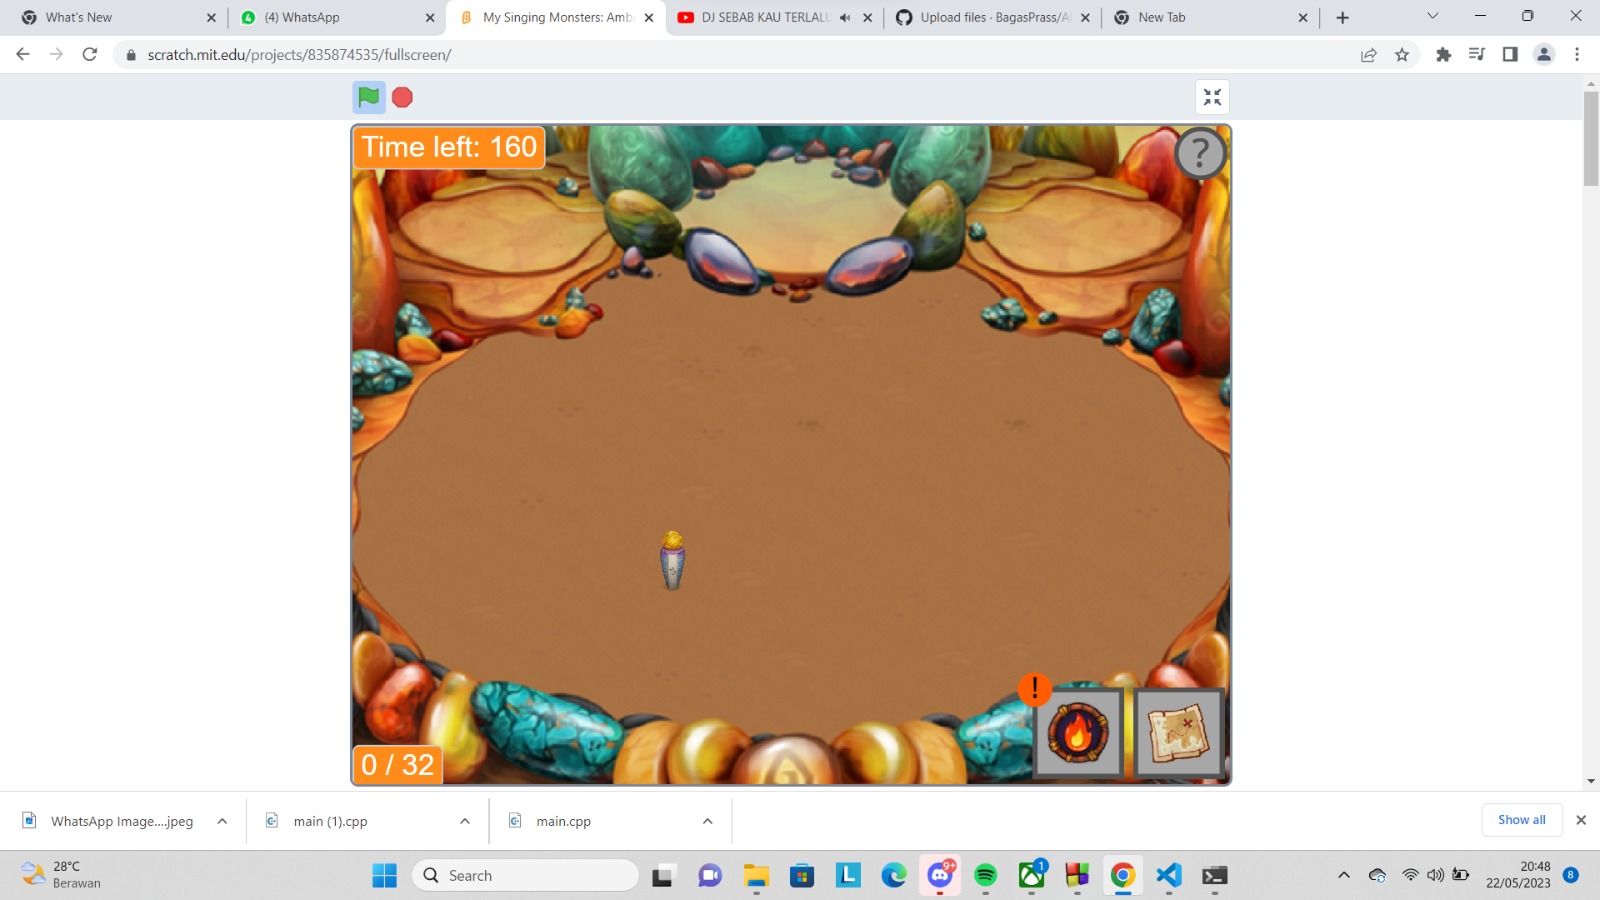 What's New
(4) WhatsApp
My Singing Monsters: Amb
DJ SEBAB KAU TERLALU
Upload files · BagasPrass/Al
New Tab
scratch.mit.edu/projects/835874535/fullscreen/
Time left: 160
?
!
0 / 32
WhatsApp Image....jpeg
main (1).cpp
main.cpp
Show all
28°C
Berawan
Search
9+
1
20:48
22/05/2023
8